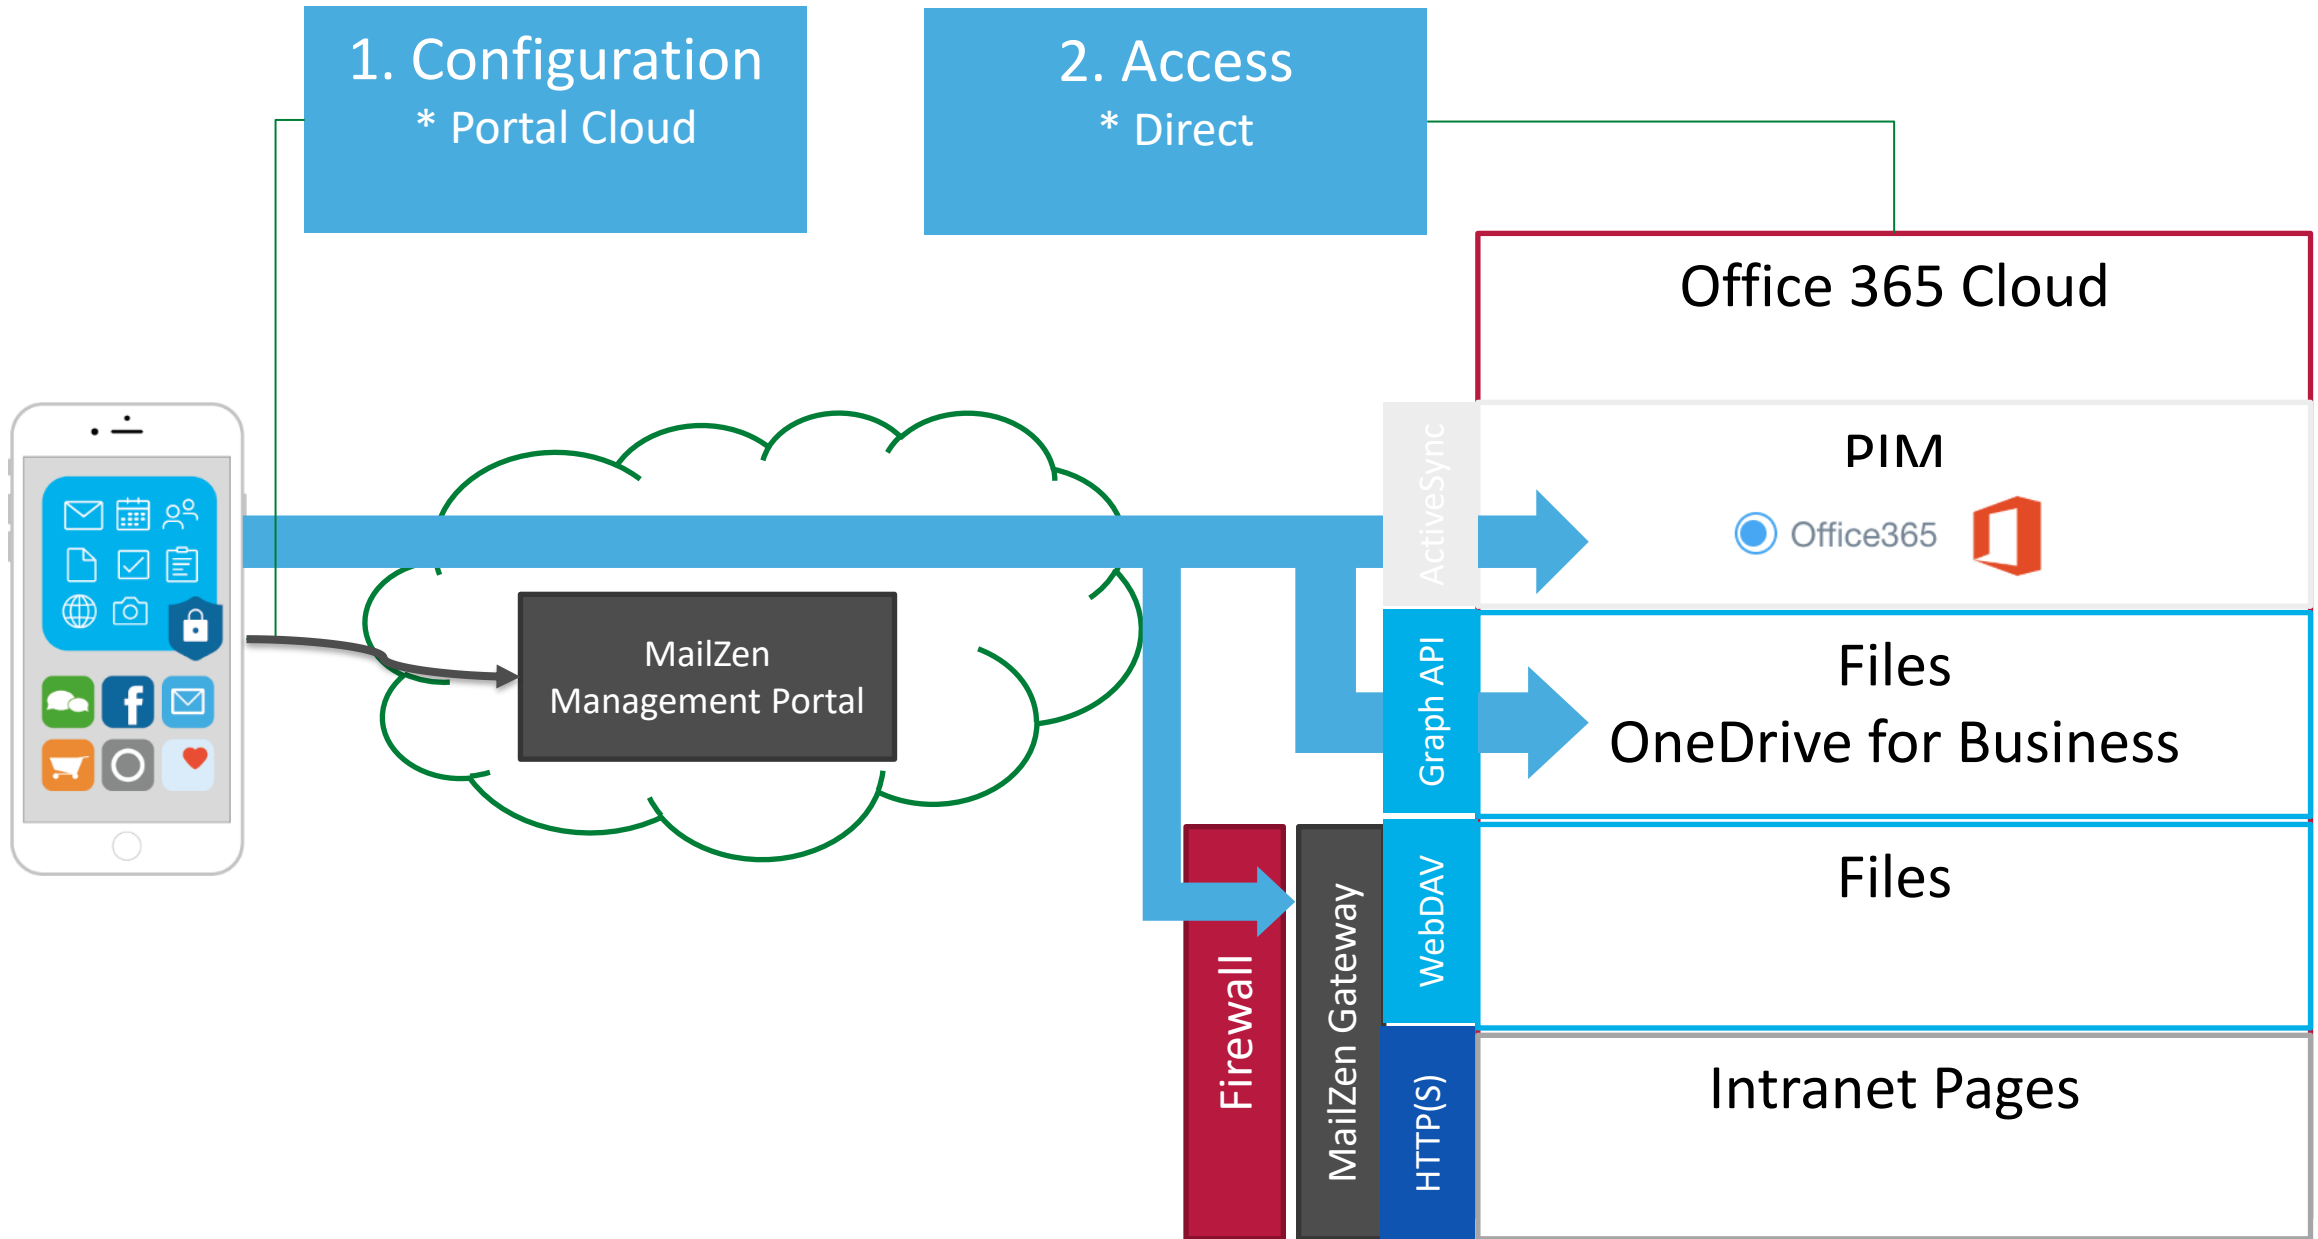 1. Configuration
* Portal Cloud
2. Access
* Direct
Office 365 Cloud
ActiveSync
PIM
Office365
MailZen
Management Portal
Graph API
Files
OneDrive for Business
WebDAV
Files
Firewall
MailZen Gateway
HTTP(S)
Intranet Pages